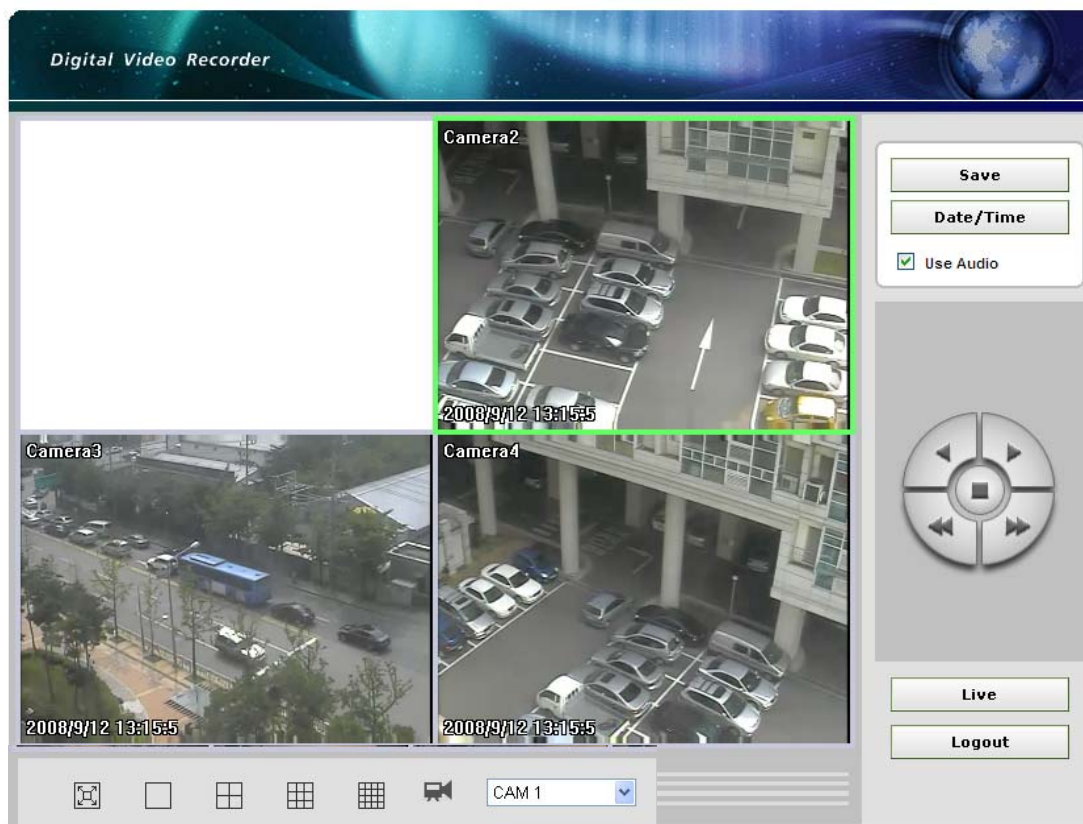 Digital Video Recorder
Camera2
2008/9/12 13:15:5
Camera3
2008/9/12 13:15:5
Camera4
2008/9/12 13:15:5
Save
Date/Time
Use Audio
Live
Logout
CAM 1